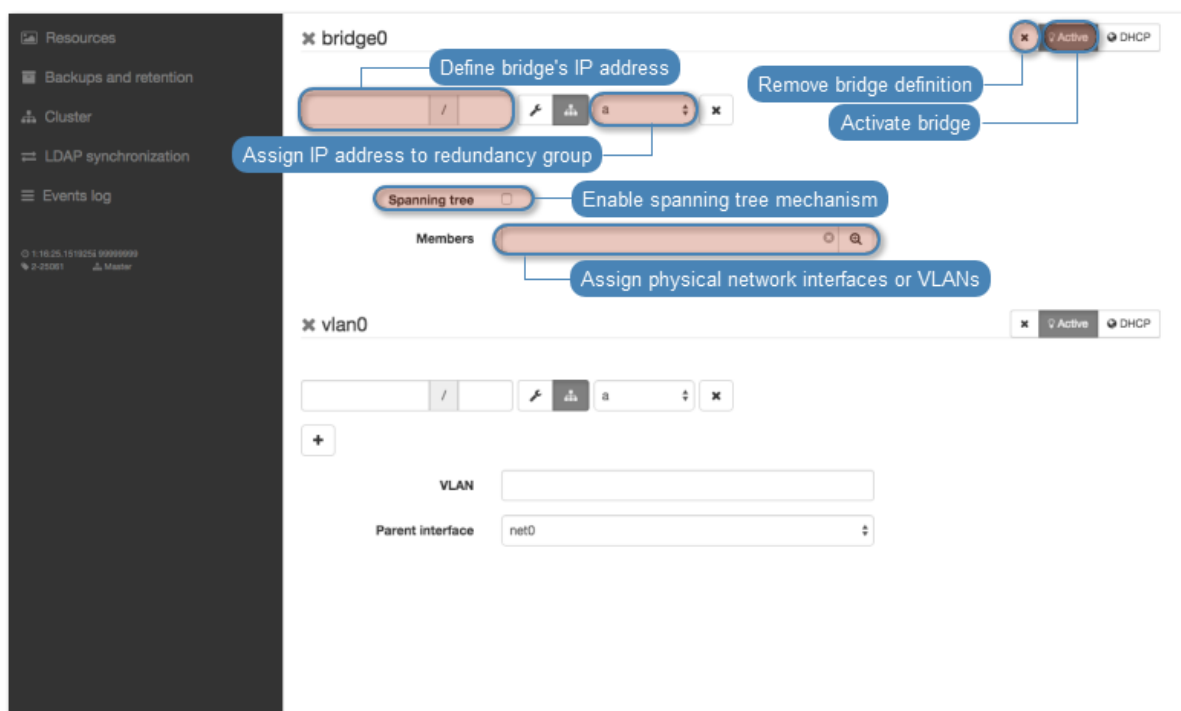 Resources
Backups and retention
Cluster
LDAP synchronization
Events log
2-25081 Master
bridge0
Active DHCP
Define bridge's IP address
Remove bridge definition
/ a
Activate bridge
Assign IP address to redundancy group
Spanning tree
Enable spanning tree mechanism
Members
Assign physical network interfaces or VLANs
vlan0
Active DHCP
/ a
VLAN
Parent interface net0